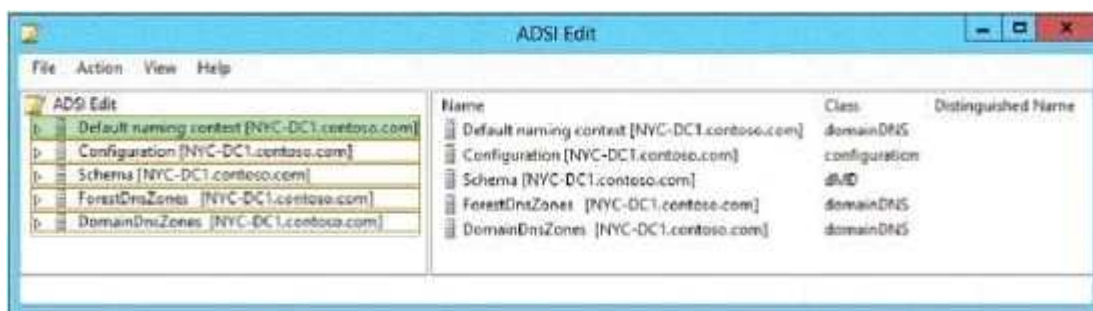 ADSI Edit
File Action View Help
ADSI Edit
Default naming context [NYC-DC1.contoso.com]
Configuration [NYC-DC1.contoso.com]
Schema [NYC-DC1.contoso.com]
ForestDnsZones [NYC-DC1.contoso.com]
DomainDnsZones [NYC-DC1.contoso.com]
Name Class Distinguished Name
Default naming context [NYC-DC1.contoso.com] domainDNS
Configuration [NYC-DC1.contoso.com] configuration
Schema [NYC-DC1.contoso.com] dMD
ForestDnsZones [NYC-DC1.contoso.com] domainDNS
DomainDnsZones [NYC-DC1.contoso.com] domainDNS